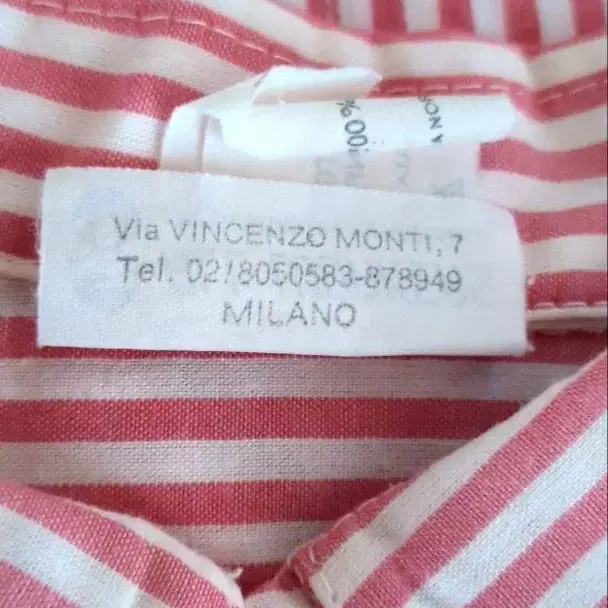 Via VINCENZO MONTI, 7
Tel. 02/8050583-878949
MILANO